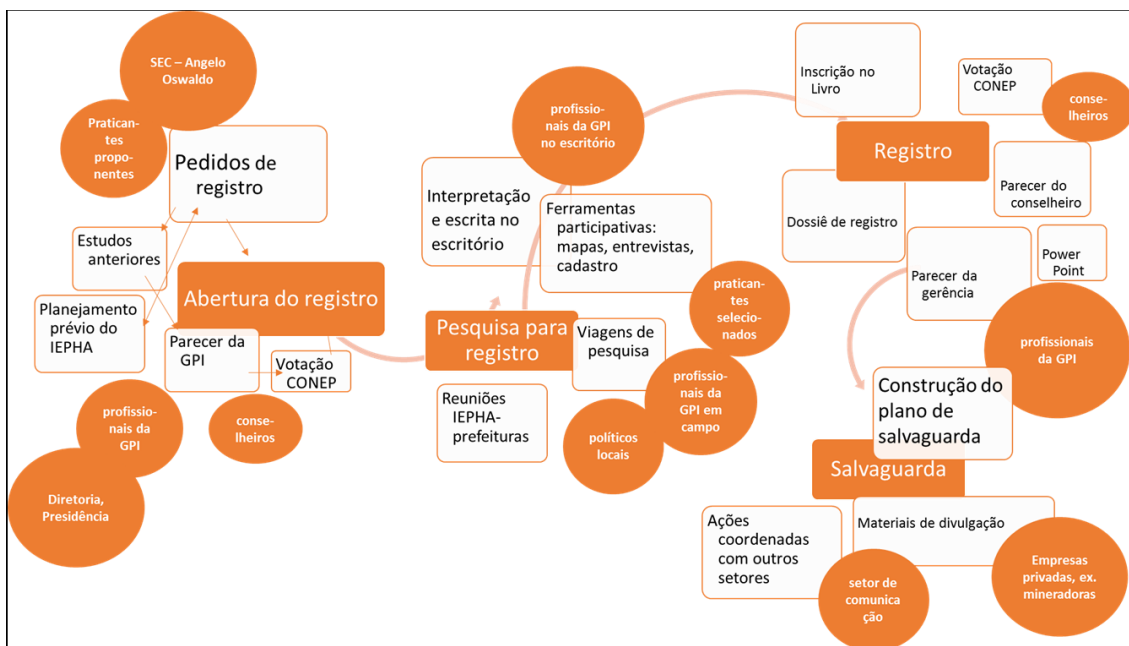 SEC – Angelo
Oswaldo
Pratican-
tes
propo-
nentes
Pedidos de
registro
Estudos
anteriores
Planejamento
prévio do
IEPHA
Abertura do registro
Parecer da
GPI
Votação
CONEP
profissio-
nais da GPI
conse-
lheiros
Diretoria,
Presidência
profissio-
nais da GPI
no escritório
Interpretação
e escrita no
escritório
Ferramentas
participativas:
mapas, entrevistas,
cadastro
Pesquisa para
registro
Viagens de
pesquisa
Reuniões
IEPHA-
prefeituras
pratican-
tes
selecio-
nados
profissio-
nais da
GPI em
campo
políticos
locais
Inscrição no
Livro
Votação
CONEP
conse-
lheiros
Registro
Parecer do
conselheiro
Dossiê de registro
Parecer da
gerência
Power
Point
profissionais
da GPI
Construção do
plano de
salvaguarda
Salvaguarda
Ações
coordenadas
com outros
setores
Materiais de divulgação
setor de
comunica
ção
Empresas
privadas, ex.
mineradoras